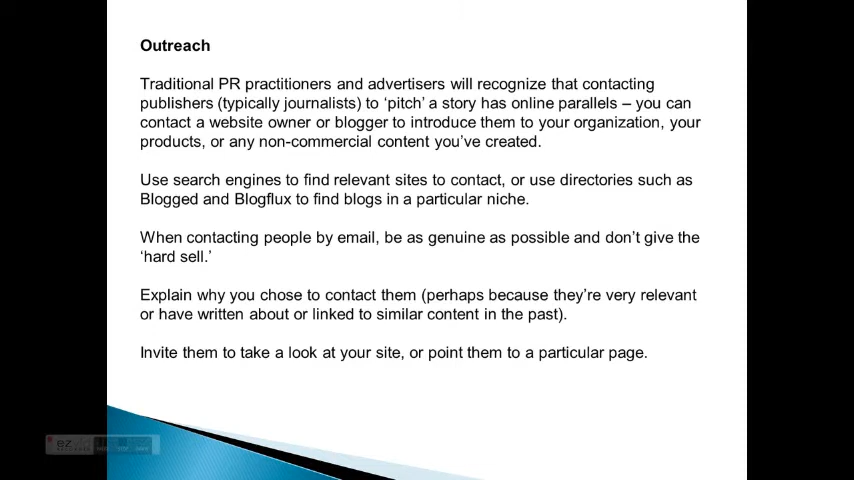 Outreach
Traditional PR practitioners and advertisers will recognize that contacting
publishers (typically journalists) to ‘pitch’ a story has online parallels – you can
contact a website owner or blogger to introduce them to your organization, your
products, or any non-commercial content you’ve created.
Use search engines to find relevant sites to contact, or use directories such as
Blogged and Blogflux to find blogs in a particular niche.
When contacting people by email, be as genuine as possible and don’t give the
‘hard sell.’
Explain why you chose to contact them (perhaps because they’re very relevant
or have written about or linked to similar content in the past).
Invite them to take a look at your site, or point them to a particular page.